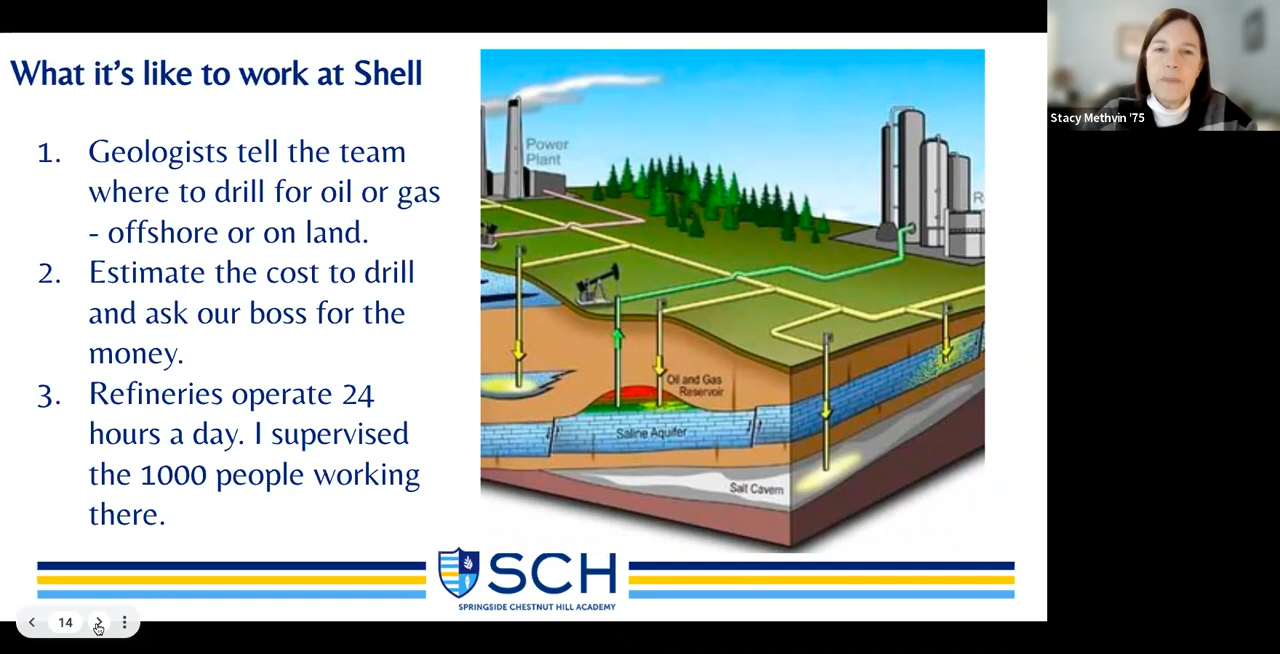 What it's like to work at Shell
1. Geologists tell the team
where to drill for oil or gas
- offshore or on land.
2. Estimate the cost to drill
and ask our boss for the
money.
3. Refineries operate 24
hours a day. I supervised
the 1000 people working
there.
Power
Plant
R
Oil and Gas
Reservoir
Saline Aquifer
Salt Cavern
SCH
SPRINGSIDE CHESTNUT HILL ACADEMY
14
Stacy Methvin '75